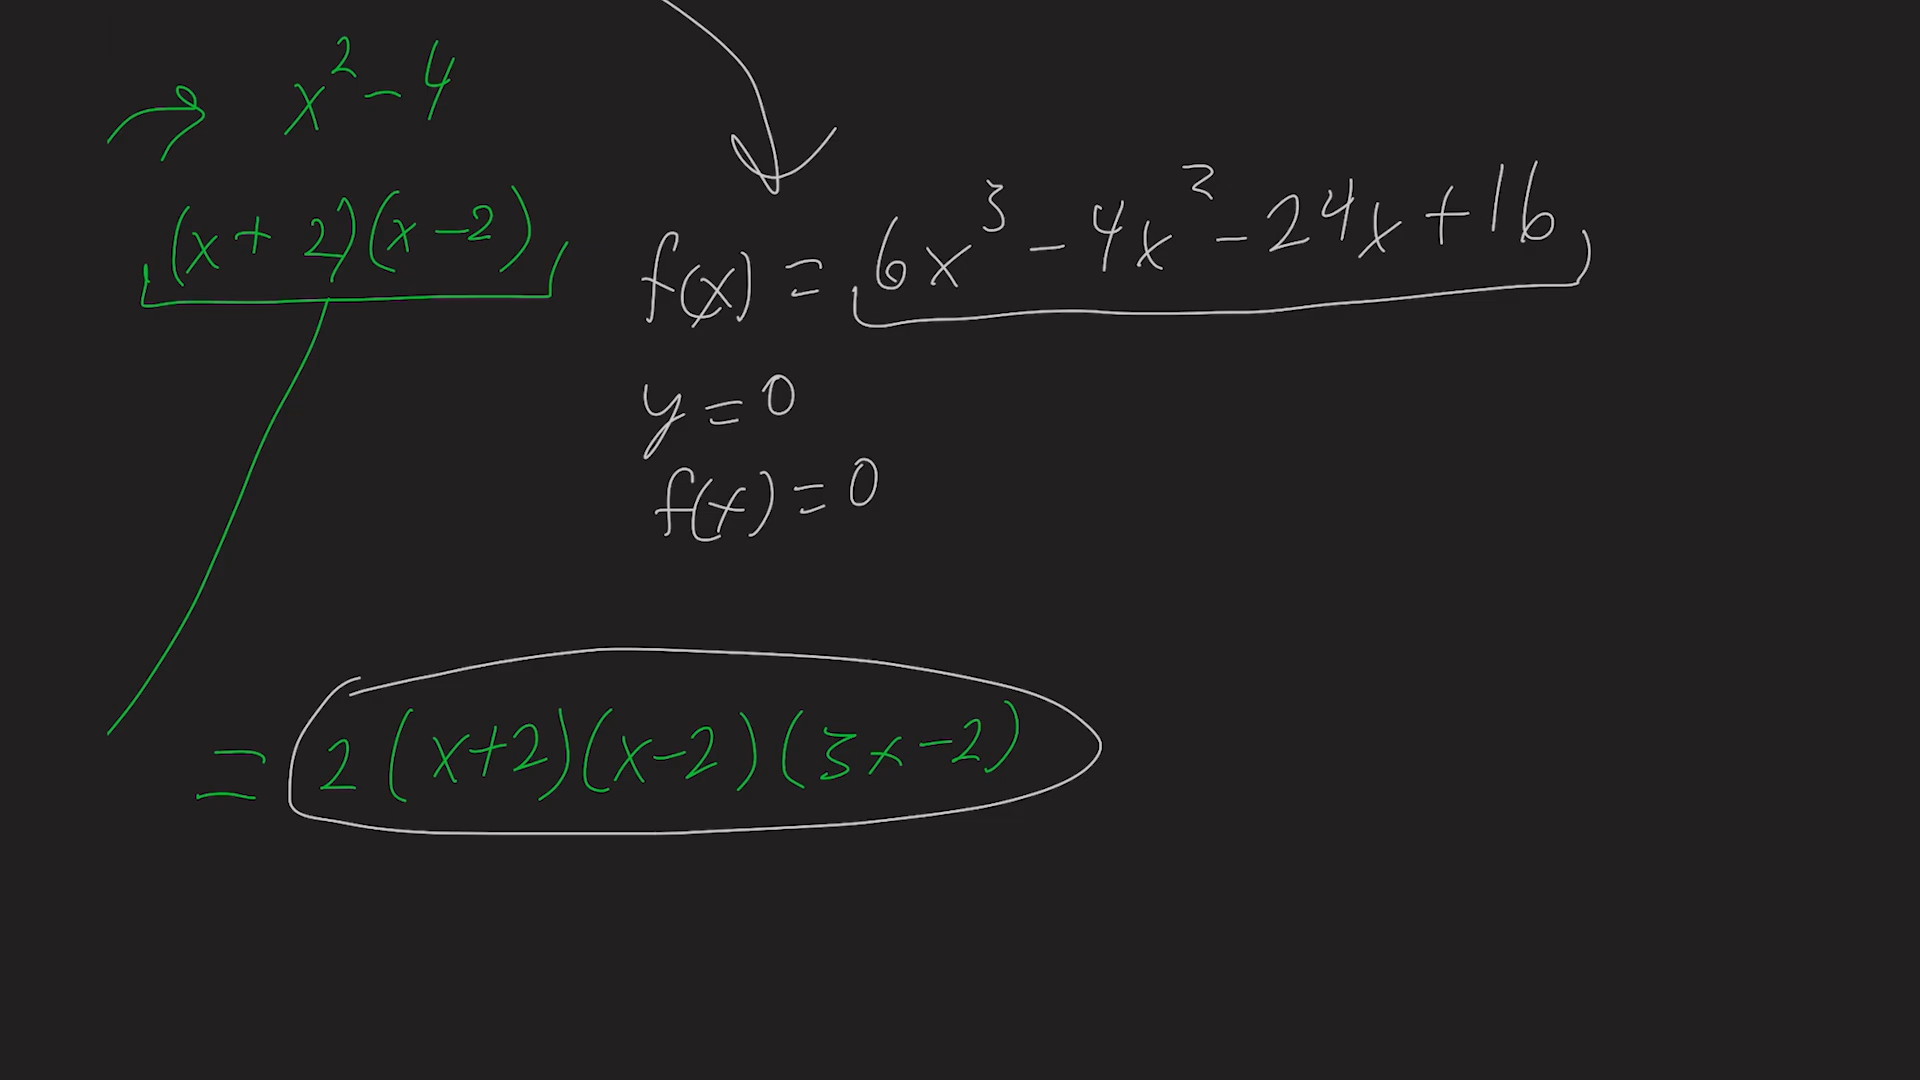 x² - 4
(x + 2)(x - 2)
f(x) = 6x³ - 4x² - 24x + 16
y = 0
f(x) = 0
= 2(x+2)(x-2)(3x-2)